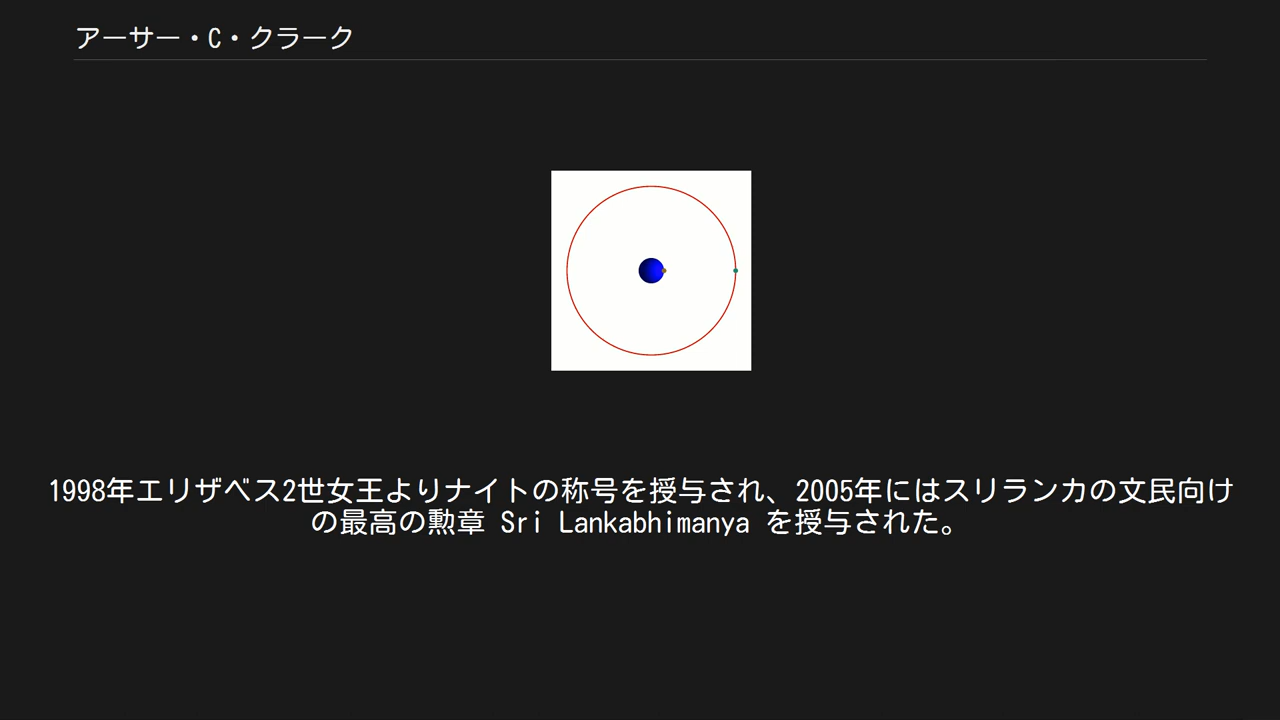 アーサー・C・クラーク
1998年エリザベス2世女王よりナイトの称号を授与され、2005年にはスリランカの文民向け
の最高の勲章 Sri Lankabhimanya を授与された。